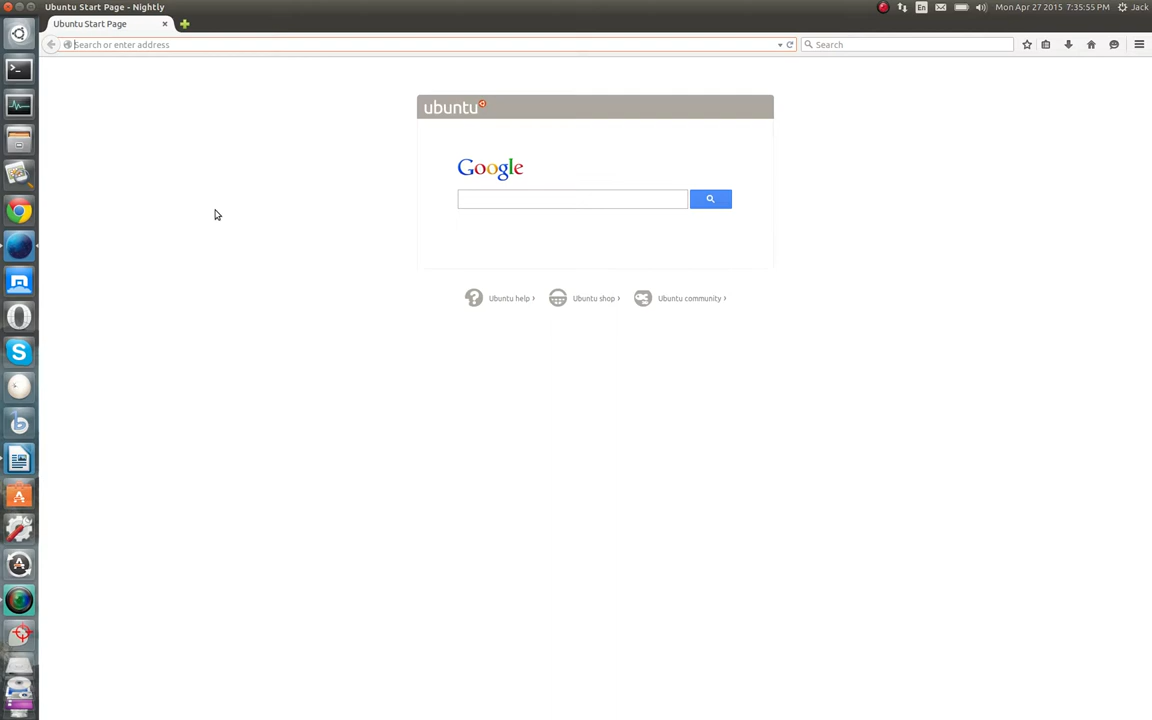 Ubuntu Start Page - Nightly
En
Mon Apr 27 2015 7:35:55 PM
Jack
Ubuntu Start Page
Search or enter address
Search
ubuntu
Google
Ubuntu help ›
Ubuntu shop ›
Ubuntu community ›